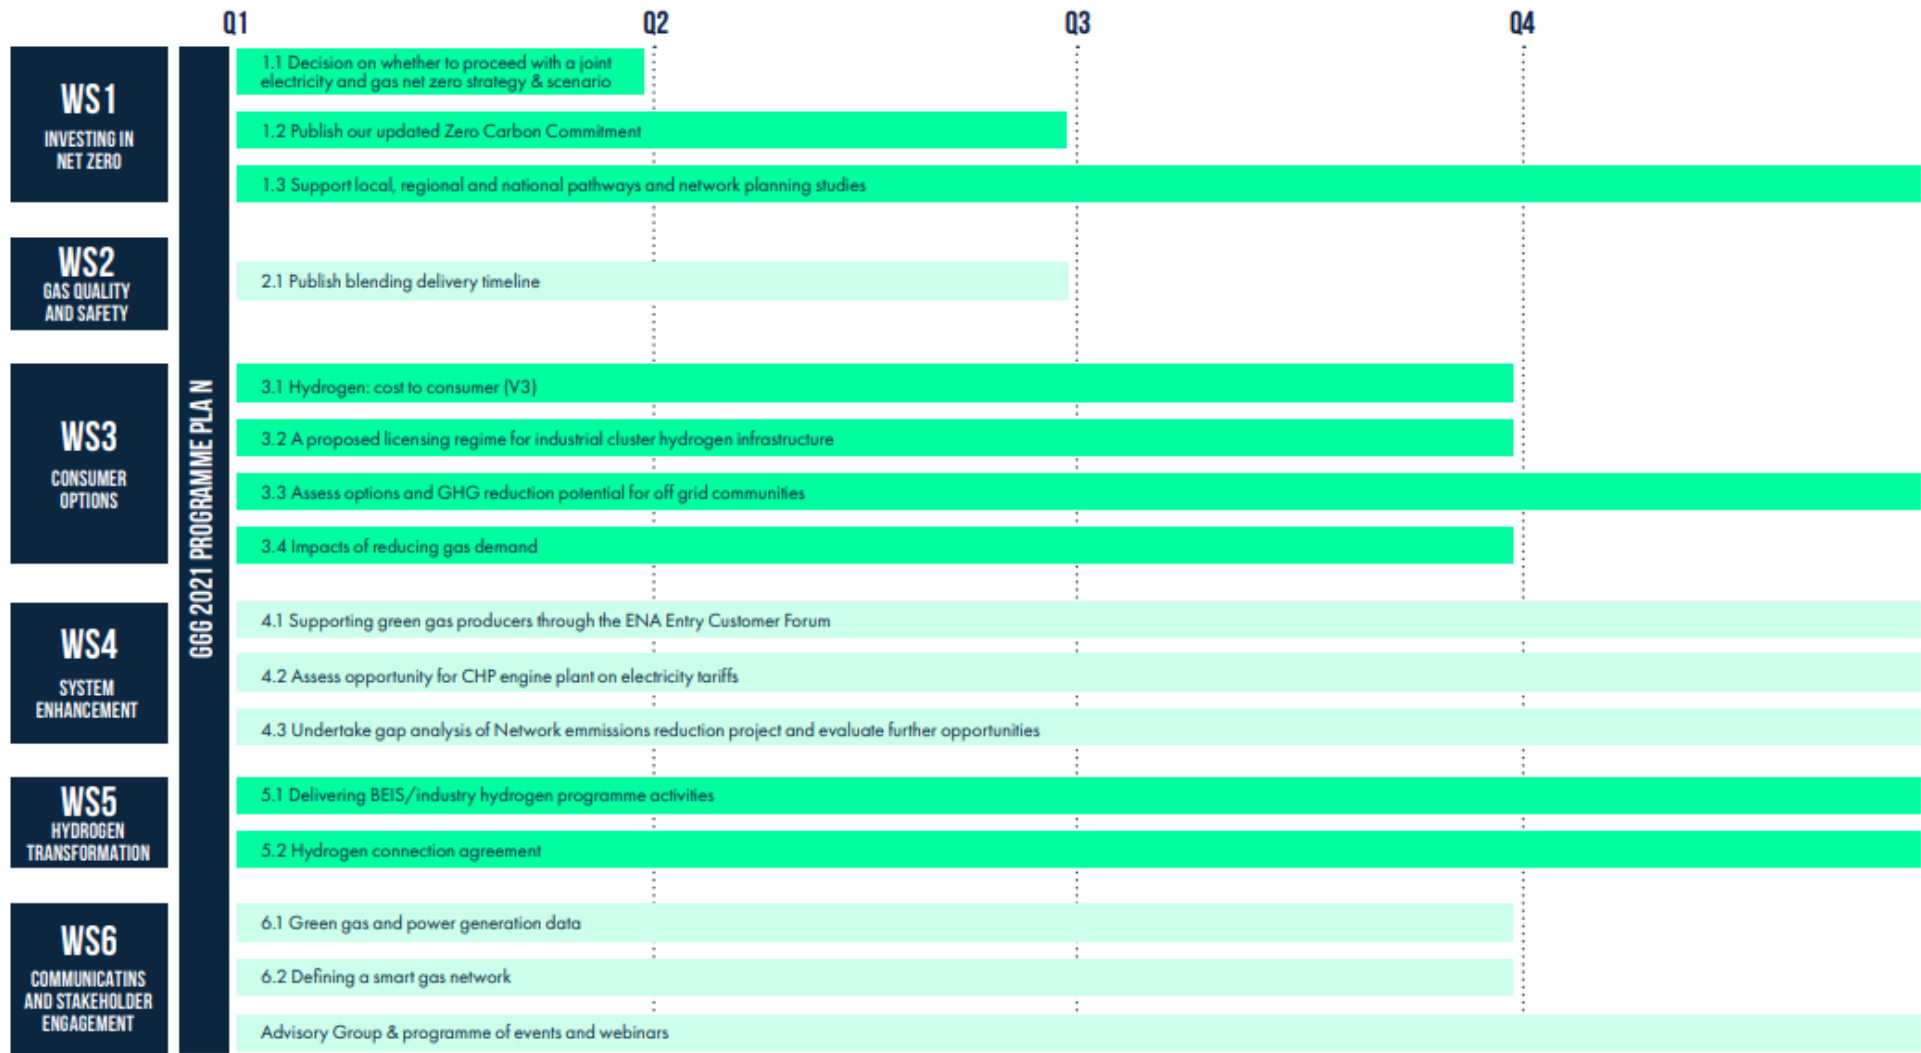 Q1 Q2 Q3 Q4
WS1
INVESTING IN
NET ZERO
1.1 Decision on whether to proceed with a joint
electricity and gas net zero strategy & scenario
1.2 Publish our updated Zero Carbon Commitment
1.3 Support local, regional and national pathways and network planning studies
WS2
GAS QUALITY
AND SAFETY
2.1 Publish blending delivery timeline
GGG 2021 PROGRAMME PLA N
WS3
CONSUMER
OPTIONS
3.1 Hydrogen: cost to consumer (V3)
3.2 A proposed licensing regime for industrial cluster hydrogen infrastructure
3.3 Assess options and GHG reduction potential for off grid communities
3.4 Impacts of reducing gas demand
WS4
SYSTEM
ENHANCEMENT
4.1 Supporting green gas producers through the ENA Entry Customer Forum
4.2 Assess opportunity for CHP engine plant on electricity tariffs
4.3 Undertake gap analysis of Network emmissions reduction project and evaluate further opportunities
WS5
HYDROGEN
TRANSFORMATION
5.1 Delivering BEIS/industry hydrogen programme activities
5.2 Hydrogen connection agreement
WS6
COMMUNICATINS
AND STAKEHOLDER
ENGAGEMENT
6.1 Green gas and power generation data
6.2 Defining a smart gas network
Advisory Group & programme of events and webinars